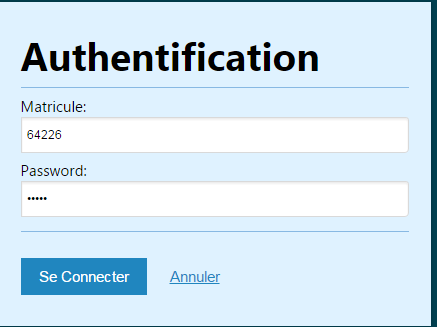 Authentification
Matricule:
64226
Password:
•••••
Se Connecter Annuler